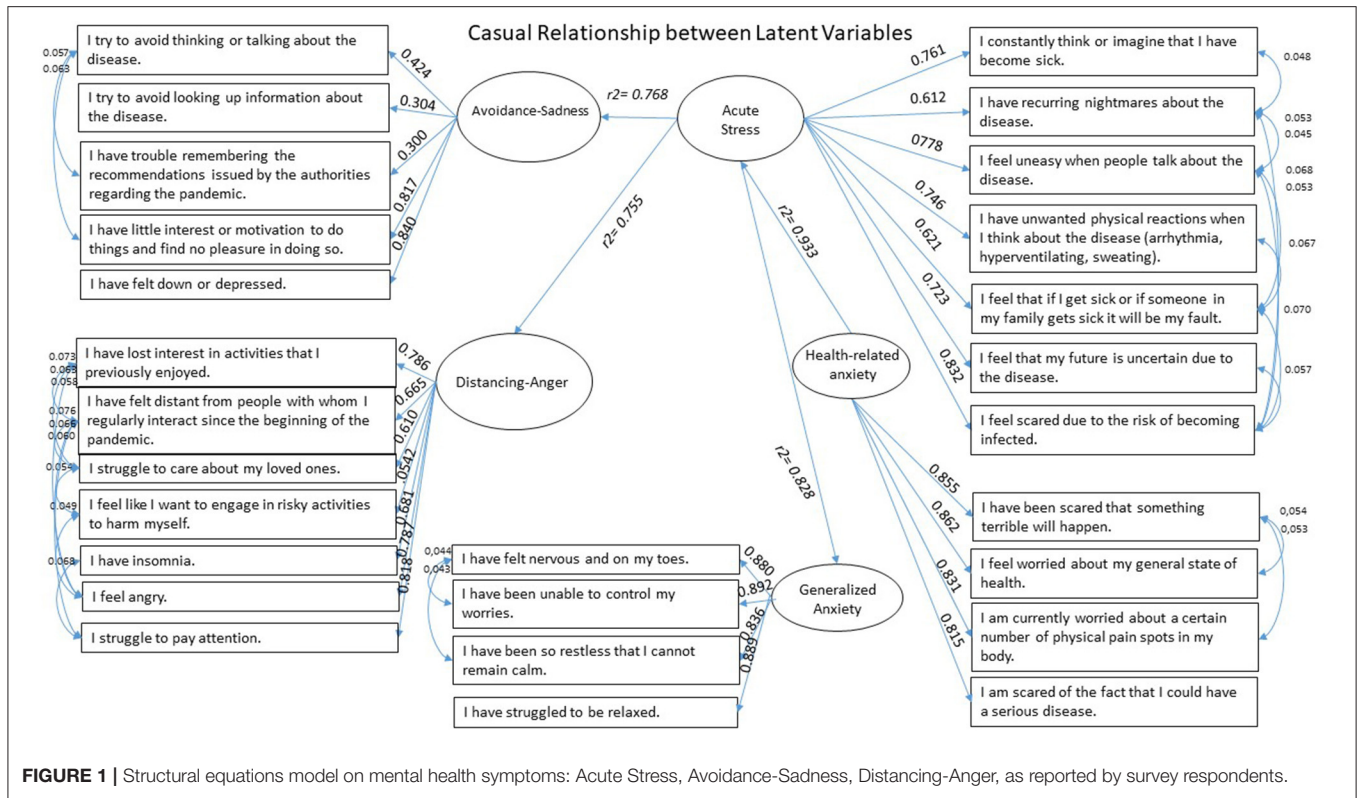 Casual Relationship between Latent Variables
0.057
0.063
I try to avoid thinking or talking about the
disease.
I try to avoid looking up information about
the disease.
I have trouble remembering the
recommendations issued by the authorities
regarding the pandemic.
I have little interest or motivation to do
things and find no pleasure in doing so.
I have felt down or depressed.
0.424
0.304
0.300
0.817
0.840
Avoidance-Sadness
r2= 0.768
Acute
Stress
r2= 0.755
r2= 0.933
r2= 0.828
0.761
0.612
0778
0.746
0.621
0.723
0.832
I constantly think or imagine that I have
become sick.
I have recurring nightmares about the
disease.
I feel uneasy when people talk about the
disease.
I have unwanted physical reactions when
I think about the disease (arrhythmia,
hyperventilating, sweating).
I feel that if I get sick or if someone in
my family gets sick it will be my fault.
I feel that my future is uncertain due to
the disease.
I feel scared due to the risk of becoming
infected.
0.048
0.053
0.045
0.068
0.053
0.067
0.070
0.057
0.073
0.063
0.058
0.076
0.066
0.060
0.054
0.049
0.068
I have lost interest in activities that I
previously enjoyed.
I have felt distant from people with whom I
regularly interact since the beginning of the
pandemic.
I struggle to care about my loved ones.
I feel like I want to engage in risky activities
to harm myself.
I have insomnia.
I feel angry.
I struggle to pay attention.
0.786
0.665
0.610
.0542
0.681
0.787
0.818
Distancing-Anger
Health-related
anxiety
0.855
0.862
0.831
0.815
I have been scared that something
terrible will happen.
I feel worried about my general state of
health.
I am currently worried about a certain
number of physical pain spots in my
body.
I am scared of the fact that I could have
a serious disease.
0,054
0,053
0,044
0,043
I have felt nervous and on my toes.
I have been unable to control my
worries.
I have been so restless that I cannot
remain calm.
I have struggled to be relaxed.
0.880
0.892
0.836
0.889
Generalized
Anxiety
FIGURE 1 | Structural equations model on mental health symptoms: Acute Stress, Avoidance-Sadness, Distancing-Anger, as reported by survey respondents.